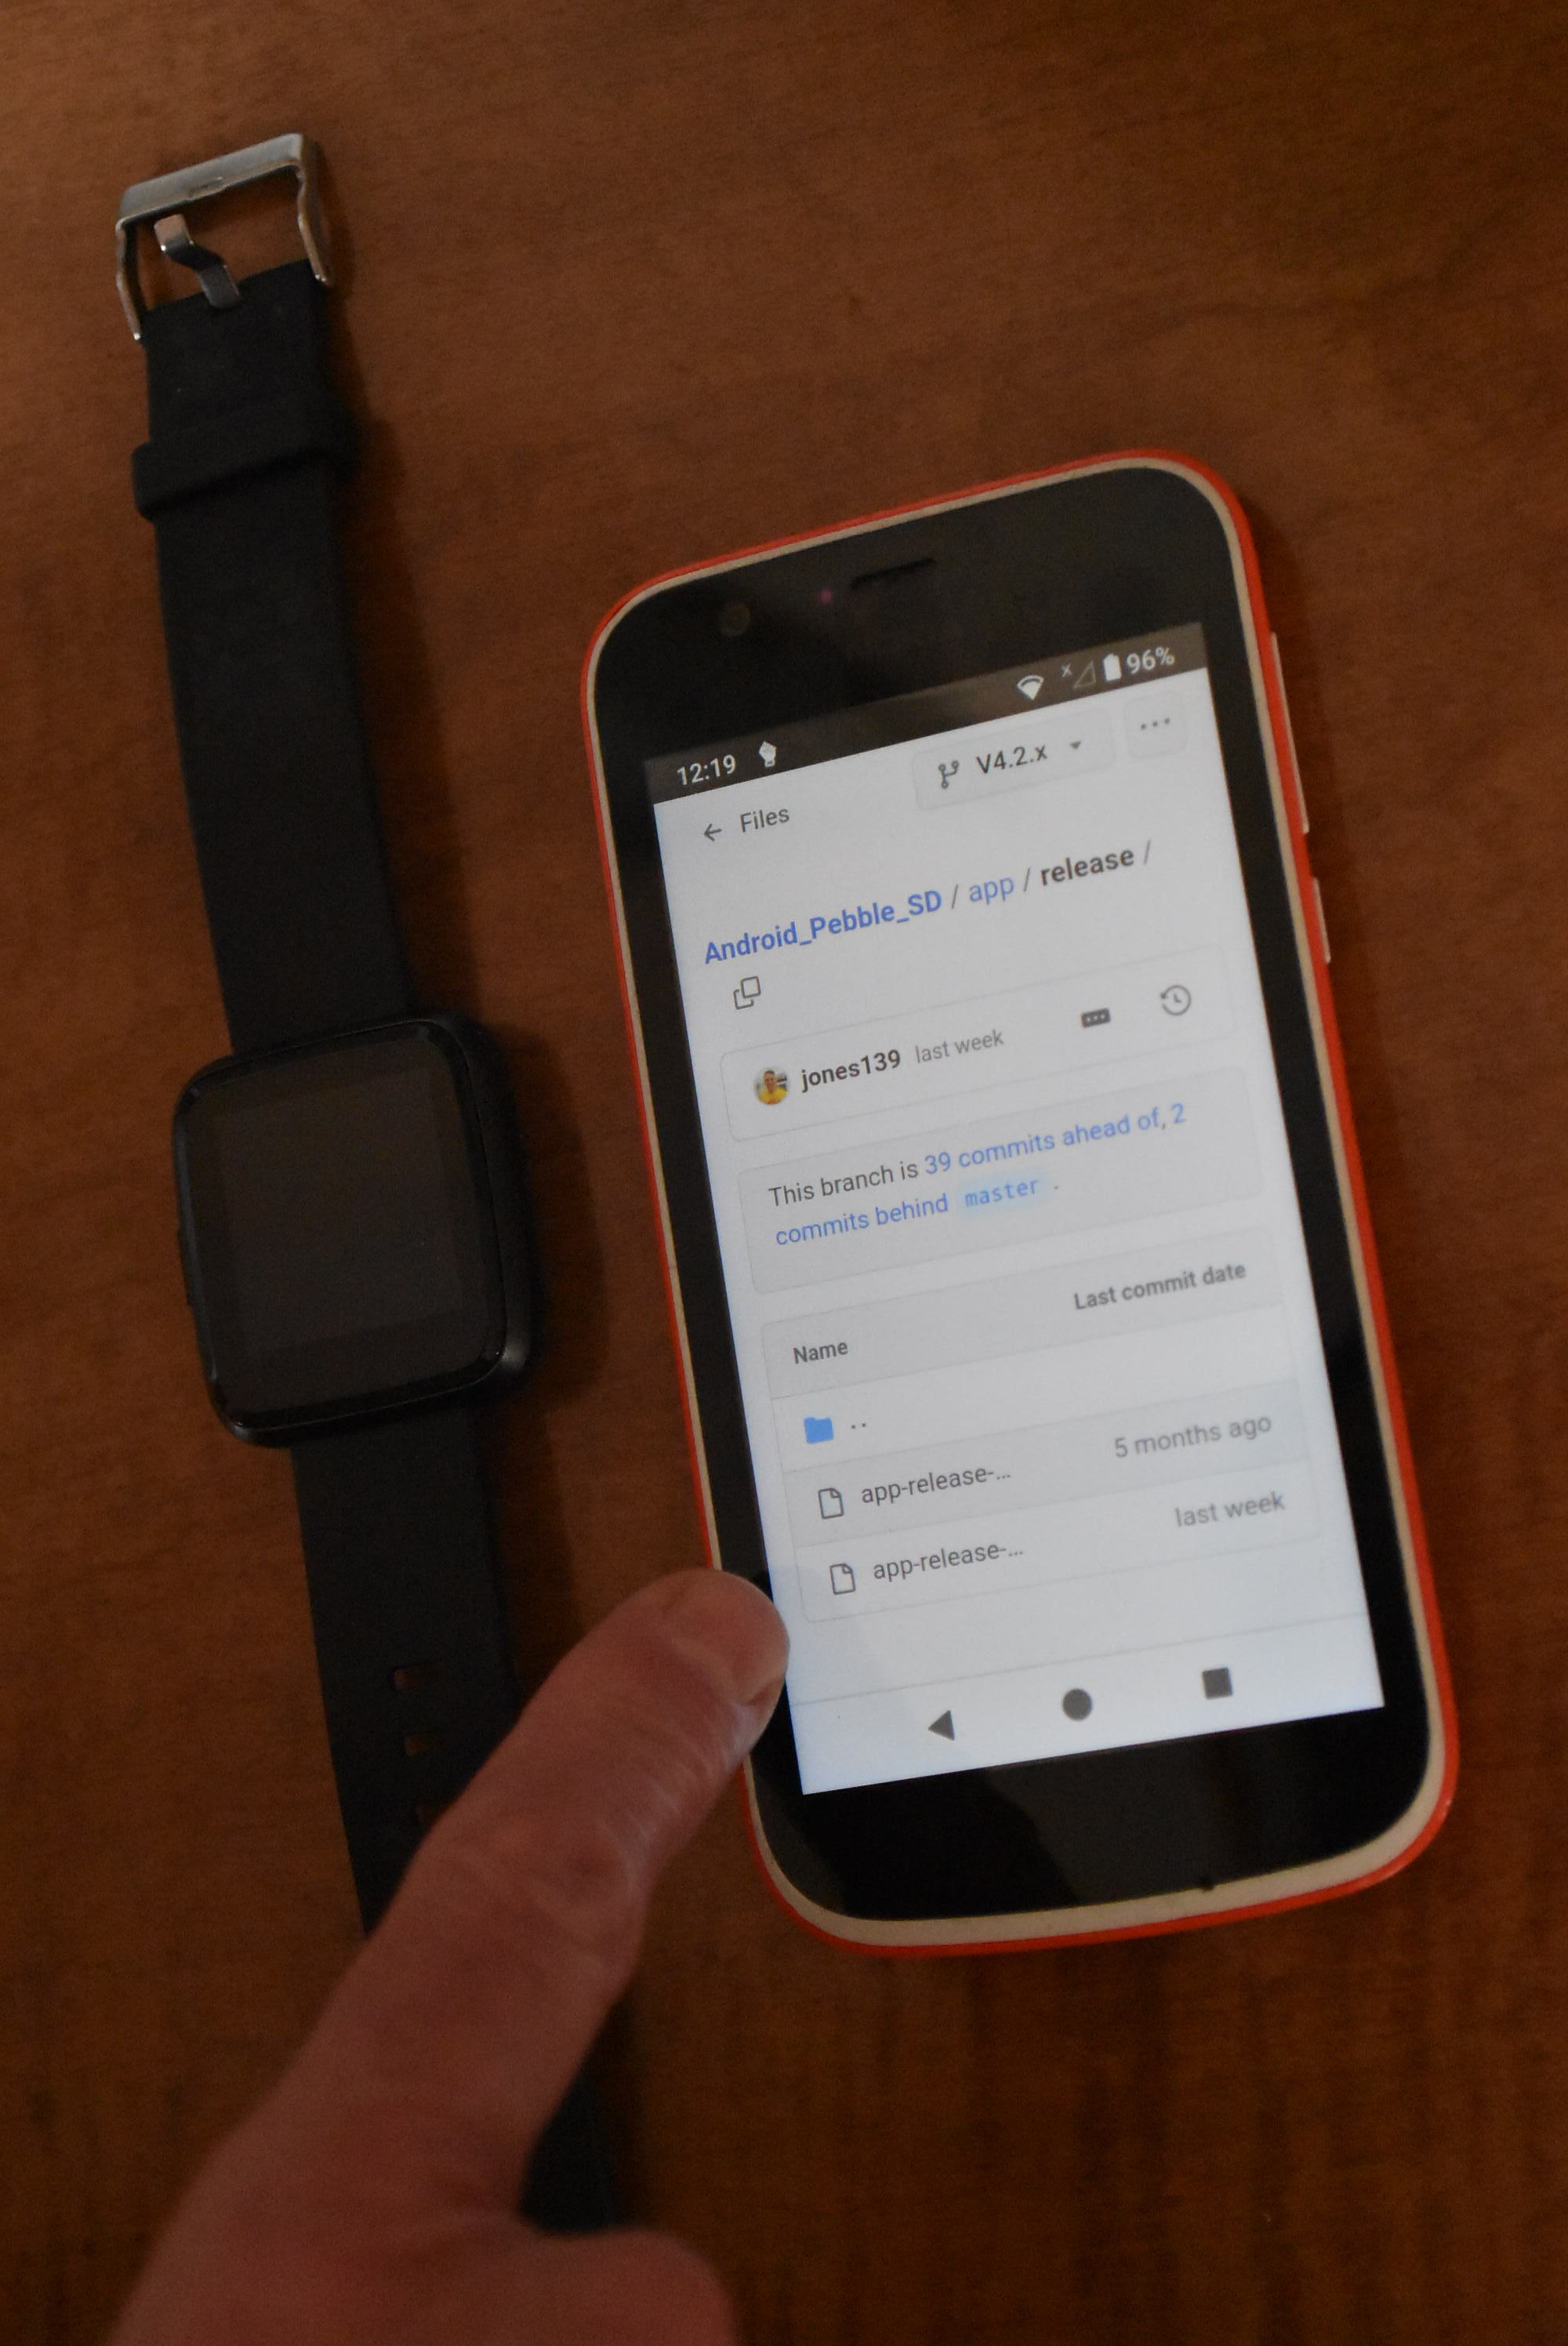 12:19 96%
← Files V4.2.x ...
Android_Pebble_SD / app / release /
jones139 last week
This branch is 39 commits ahead of, 2
commits behind master .
Name Last commit date
..
app-release-... 5 months ago
app-release-... last week